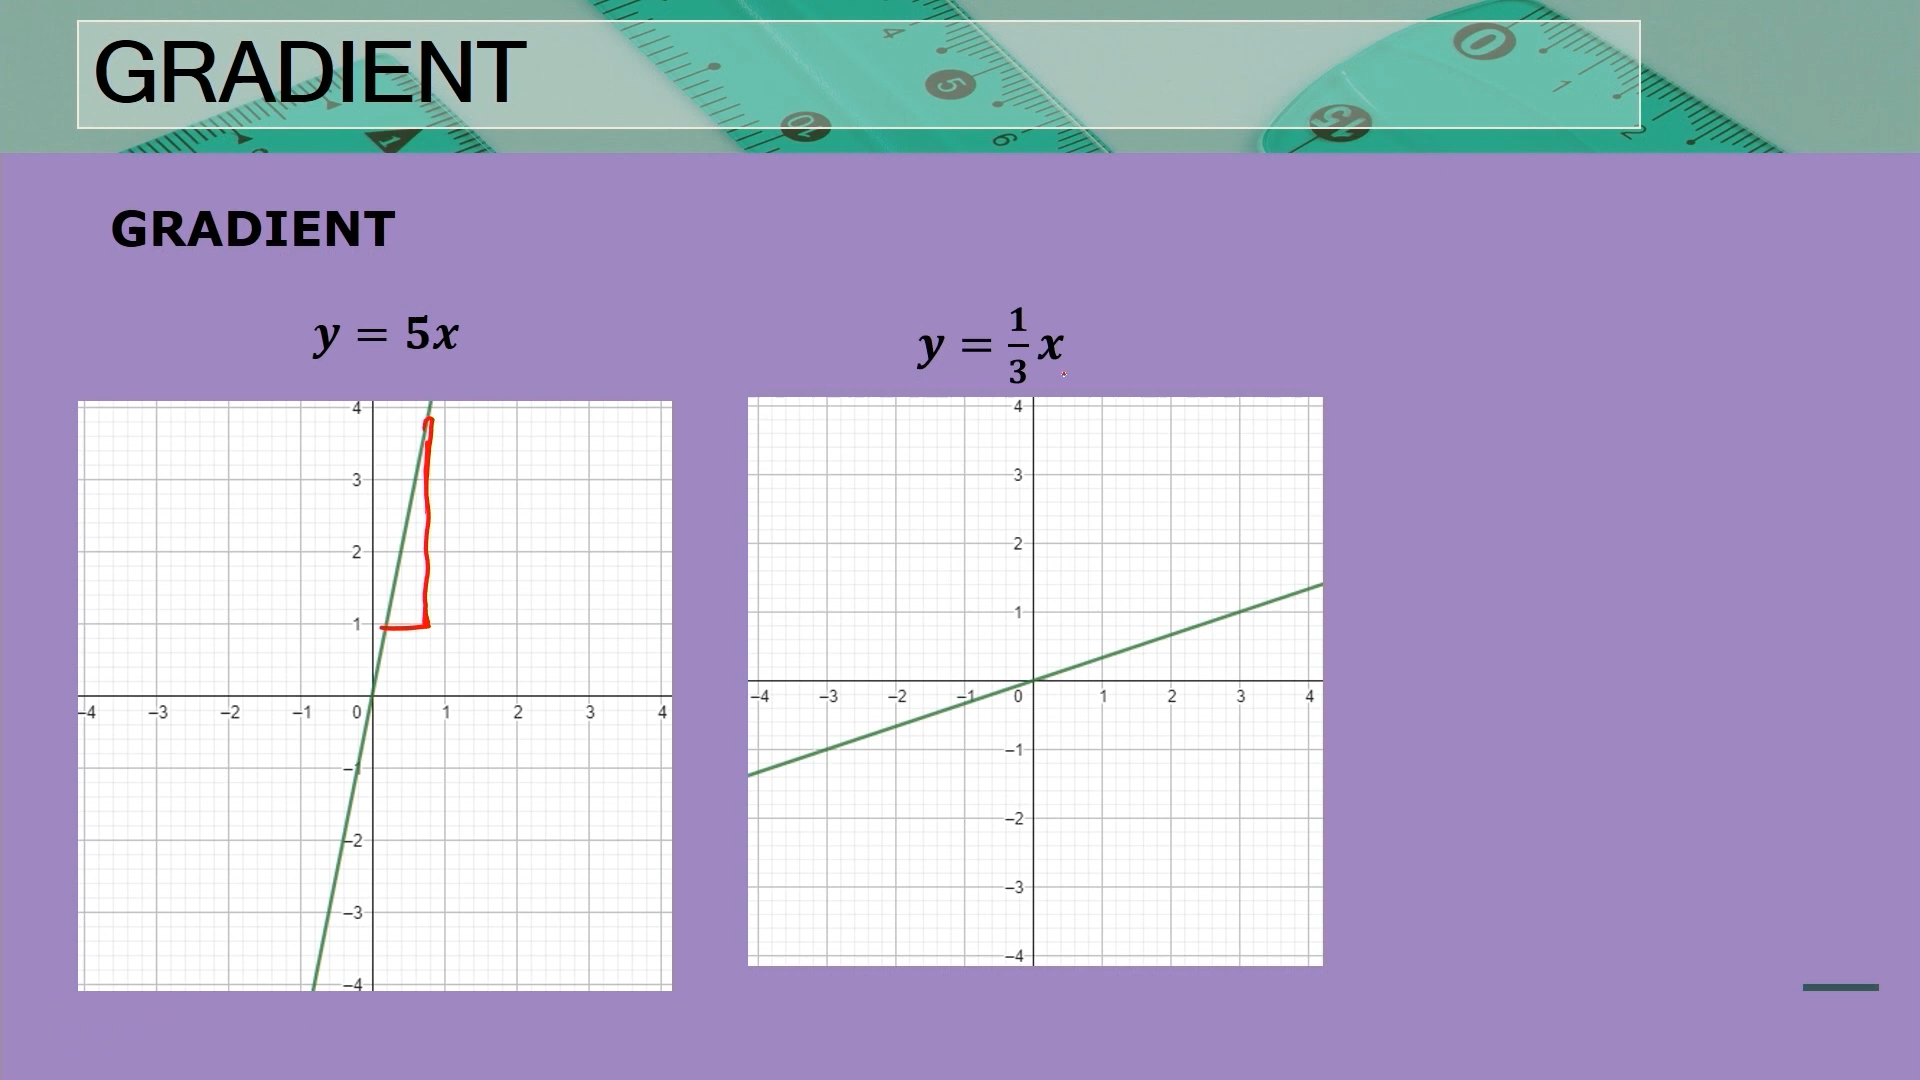 GRADIENT
GRADIENT
y = 5x
y = 1/3 x
4
3
2
1
–4 –3 –2 –1 0 1 2 3 4
–1
–2
–3
–4
4
3
2
1
–4 –3 –2 –1 0 1 2 3 4
–1
–2
–3
–4